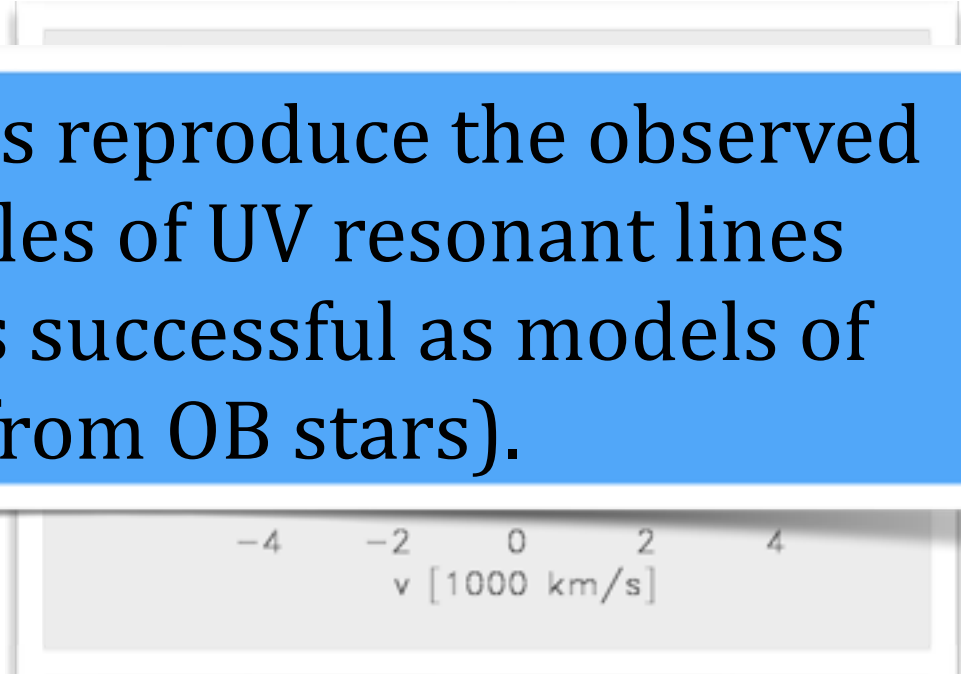 s reproduce the observed
les of UV resonant lines
s successful as models of
rom OB stars).
−4 −2 0 2 4
v [1000 km/s]